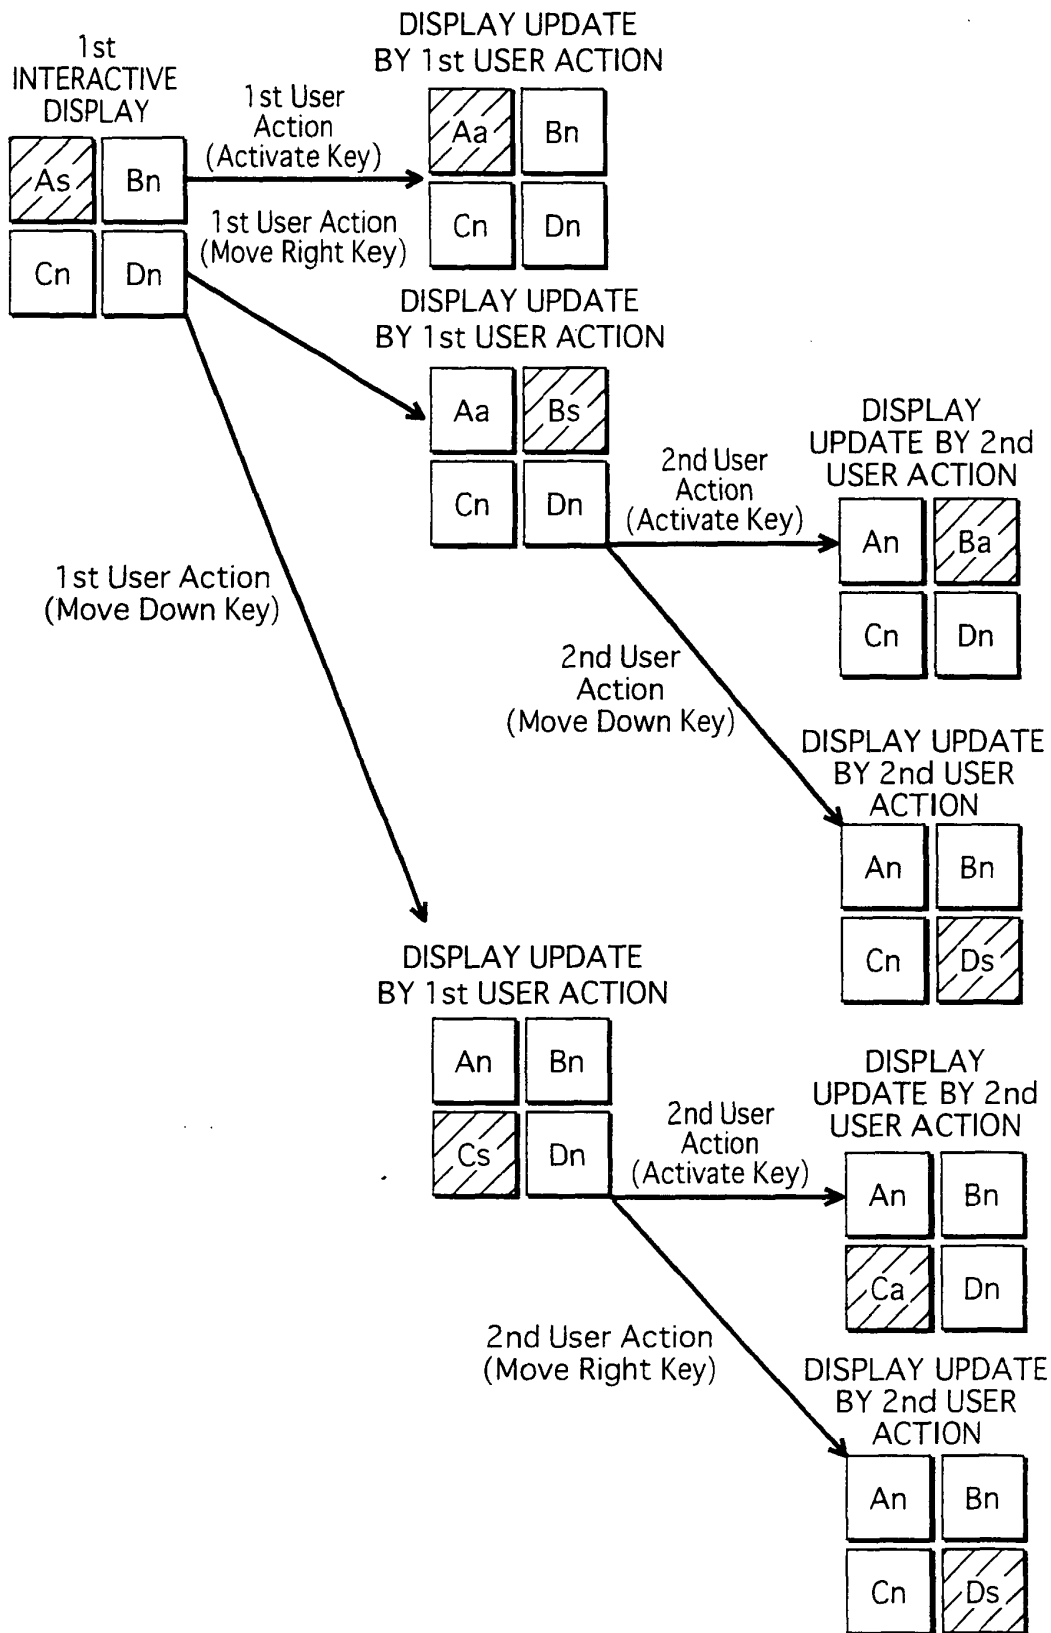 1st
INTERACTIVE
DISPLAY
As Bn
Cn Dn
1st User
Action
(Activate Key)
DISPLAY UPDATE
BY 1st USER ACTION
Aa Bn
Cn Dn
1st User Action
(Move Right Key)
DISPLAY UPDATE
BY 1st USER ACTION
Aa Bs
Cn Dn
2nd User
Action
(Activate Key)
DISPLAY
UPDATE BY 2nd
USER ACTION
An Ba
Cn Dn
2nd User
Action
(Move Down Key)
DISPLAY UPDATE
BY 2nd USER
ACTION
An Bn
Cn Ds
1st User Action
(Move Down Key)
DISPLAY UPDATE
BY 1st USER ACTION
An Bn
Cs Dn
2nd User
Action
(Activate Key)
DISPLAY
UPDATE BY 2nd
USER ACTION
An Bn
Ca Dn
2nd User Action
(Move Right Key)
DISPLAY UPDATE
BY 2nd USER
ACTION
An Bn
Cn Ds